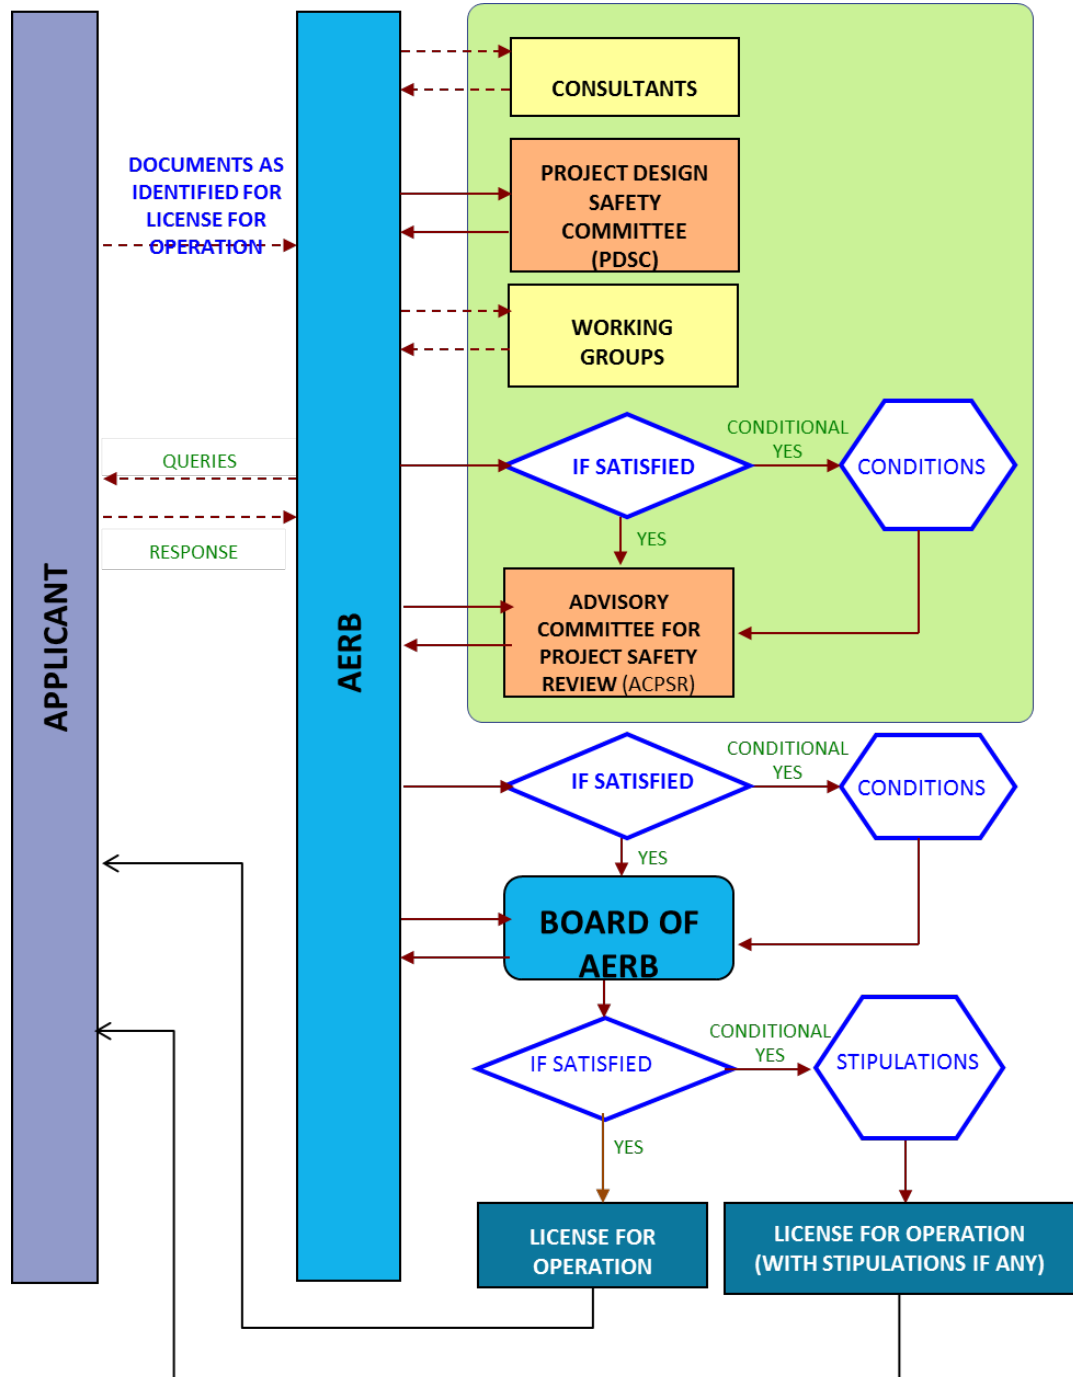 CONSULTANTS
DOCUMENTS AS
IDENTIFIED FOR
LICENSE FOR
OPERATION
PROJECT DESIGN
SAFETY
COMMITTEE
(PDSC)
WORKING
GROUPS
QUERIES
RESPONSE
IF SATISFIED
CONDITIONAL
YES
CONDITIONS
YES
APPLICANT
AERB
ADVISORY
COMMITTEE FOR
PROJECT SAFETY
REVIEW (ACPSR)
IF SATISFIED
CONDITIONAL
YES
CONDITIONS
YES
BOARD OF
AERB
IF SATISFIED
CONDITIONAL
YES
STIPULATIONS
YES
LICENSE FOR
OPERATION
LICENSE FOR OPERATION
(WITH STIPULATIONS IF ANY)